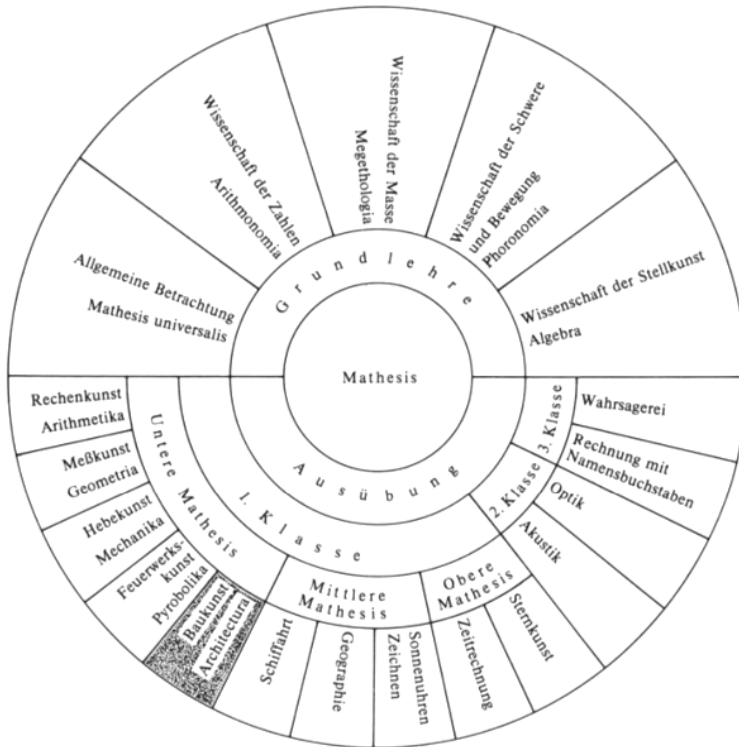 Allgemeine Betrachtung
Mathesis universalis
Wissenschaft der Zahlen
Arithmonomia
Wissenschaft der Masse
Megethologia
Wissenschaft der Schwere
und Bewegung
Phoronomia
Wissenschaft der Stellkunst
Algebra
Grundlehre
Mathesis
Ausübung
1. Klasse
2. Klasse
3. Klasse
Untere Mathesis
Mittlere
Mathesis
Obere
Mathesis
Rechenkunst
Arithmetika
Meßkunst
Geometria
Hebekunst
Mechanika
Feuerwerks-
kunst
Pyrobolika
Baukunst
Architectura
Schiffahrt
Geographie
Sonnenuhren
Zeichnen
Zeitrechnung
Sternkunst
Akustik
Optik
Rechnung mit
Namensbuchstaben
Wahrsagerei